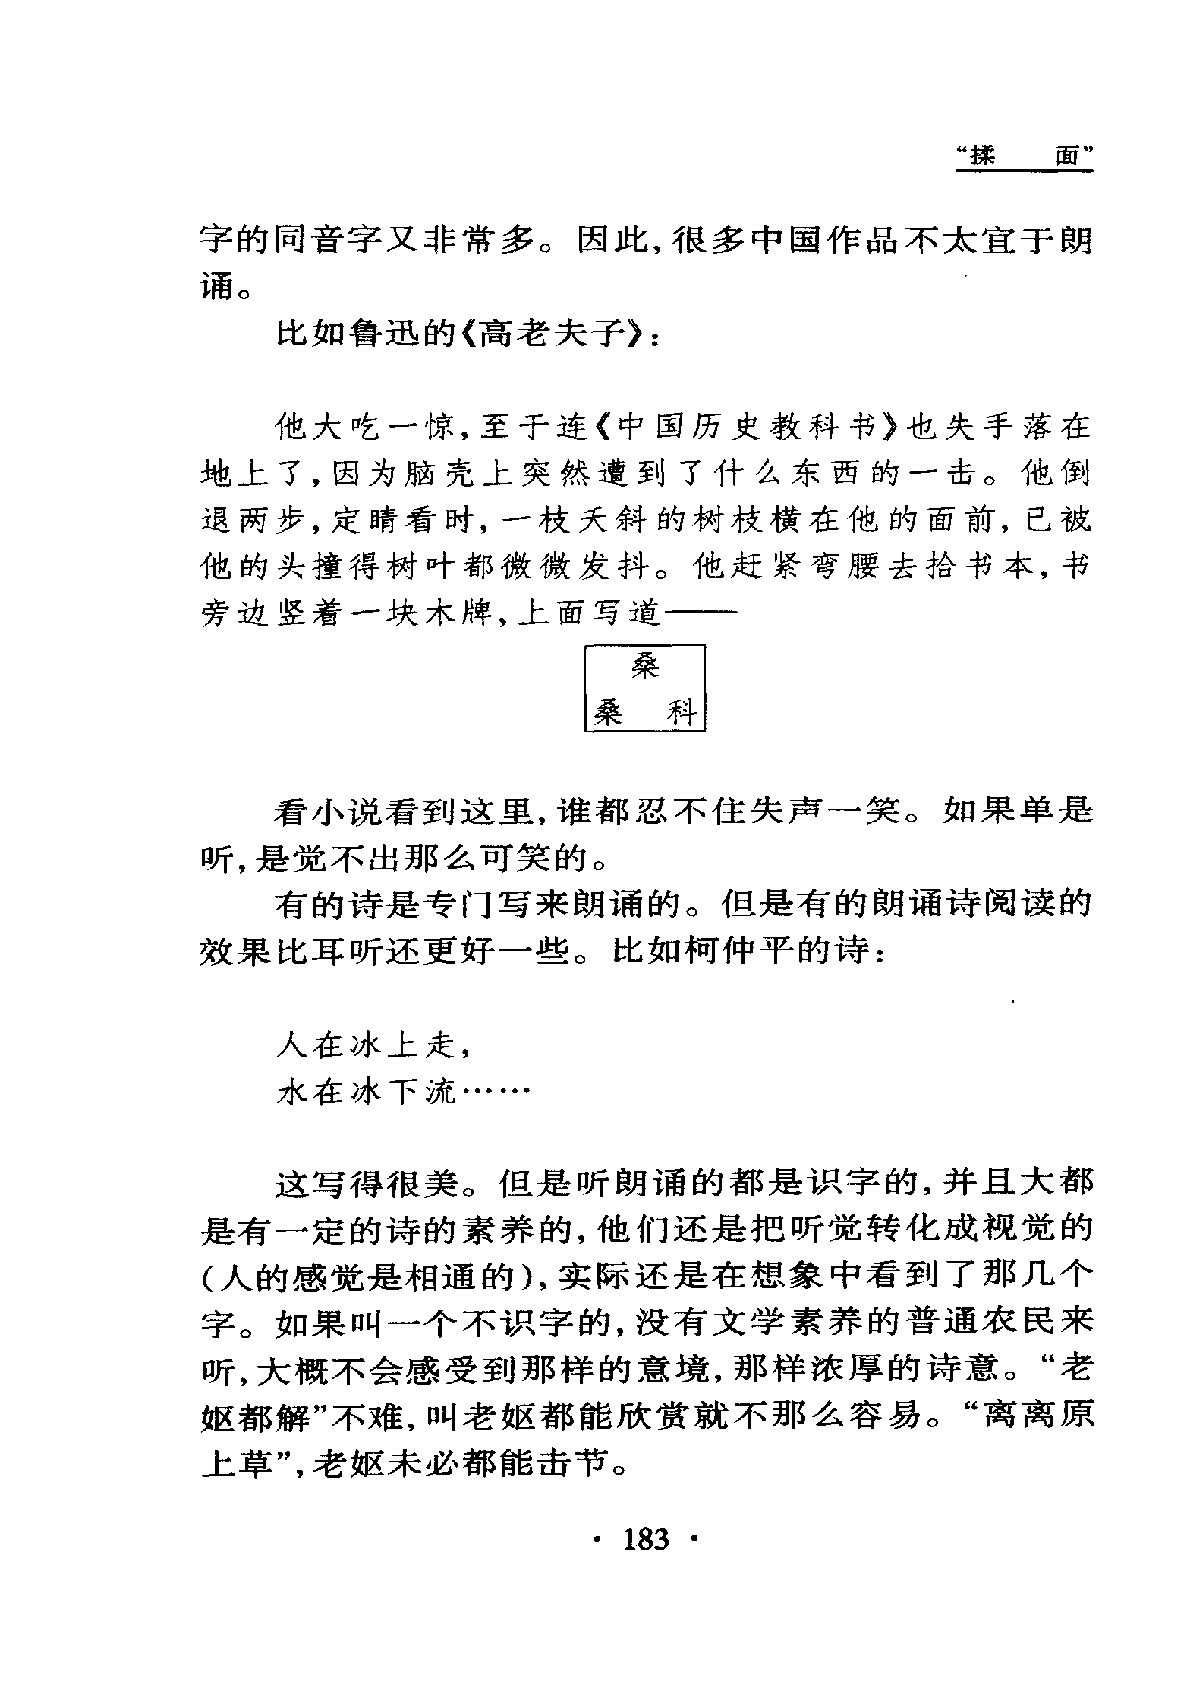 “揉　面”
字的同音字又非常多。因此,很多中国作品不太宜于朗
诵。
比如鲁迅的《高老夫子》:
他大吃一惊,至于连《中国历史教科书》也失手落在
地上了,因为脑壳上突然遭到了什么东西的一击。他倒
退两步,定睛看时,一枝夭斜的树枝横在他的面前,已被
他的头撞得树叶都微微发抖。他赶紧弯腰去拾书本,书
旁边竖着一块木牌,上面写道——
桑
桑　科
看小说看到这里,谁都忍不住失声一笑。如果单是
听,是觉不出那么可笑的。
有的诗是专门写来朗诵的。但是有的朗诵诗阅读的
效果比耳听还更好一些。比如柯仲平的诗:
人在冰上走,
水在冰下流……
这写得很美。但是听朗诵的都是识字的,并且大都
是有一定的诗的素养的,他们还是把听觉转化成视觉的
(人的感觉是相通的),实际还是在想象中看到了那几个
字。如果叫一个不识字的,没有文学素养的普通农民来
听,大概不会感受到那样的意境,那样浓厚的诗意。“老
妪都解”不难,叫老妪都能欣赏就不那么容易。“离离原
上草”,老妪未必都能击节。
· 183 ·